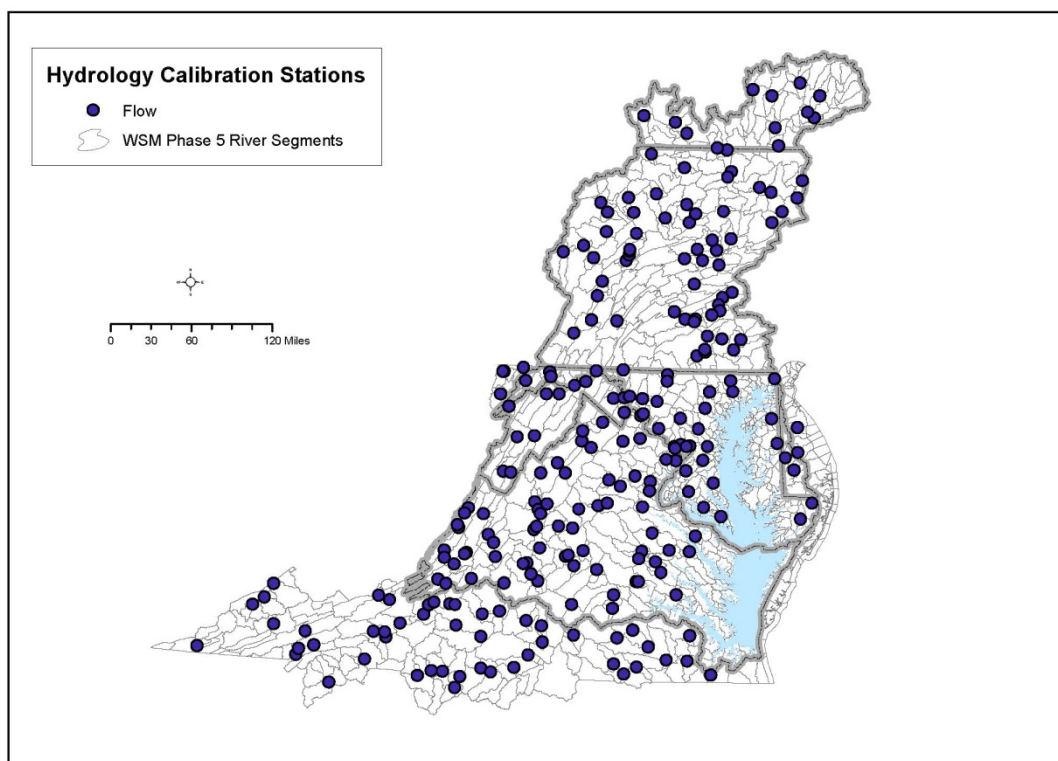 Hydrology Calibration Stations
Flow
WSM Phase 5 River Segments
0 30 60 120 Miles